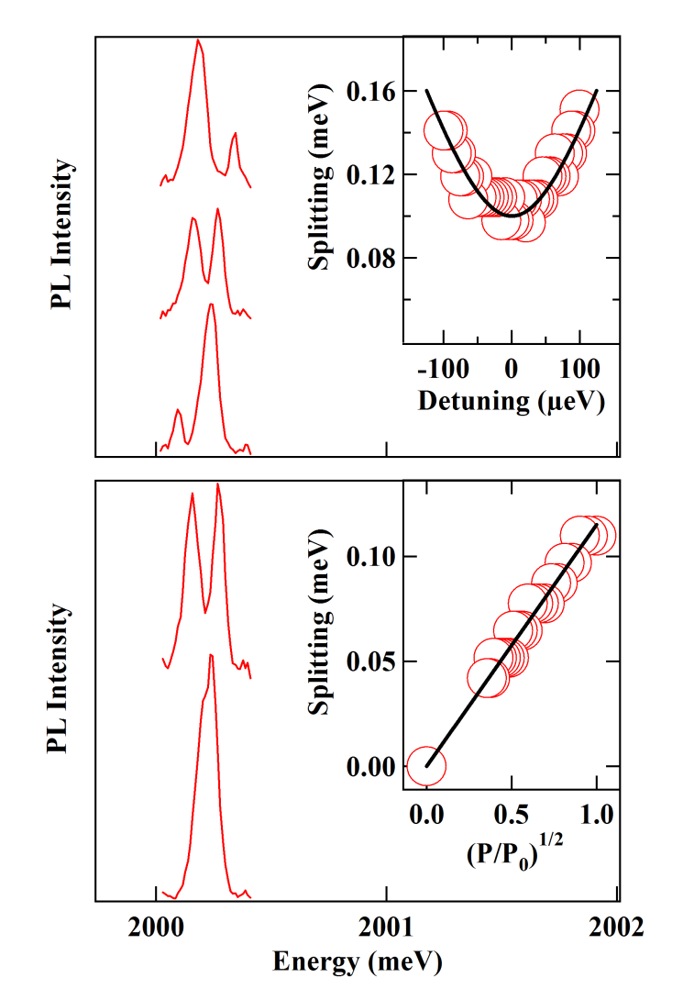 PL Intensity
Splitting (meV)
0.16
0.12
0.08
-100 0 100
Detuning (µeV)
PL Intensity
Splitting (meV)
0.10
0.05
0.00
0.0 0.5 1.0
(P/P₀)¹/²
2000 2001 2002
Energy (meV)